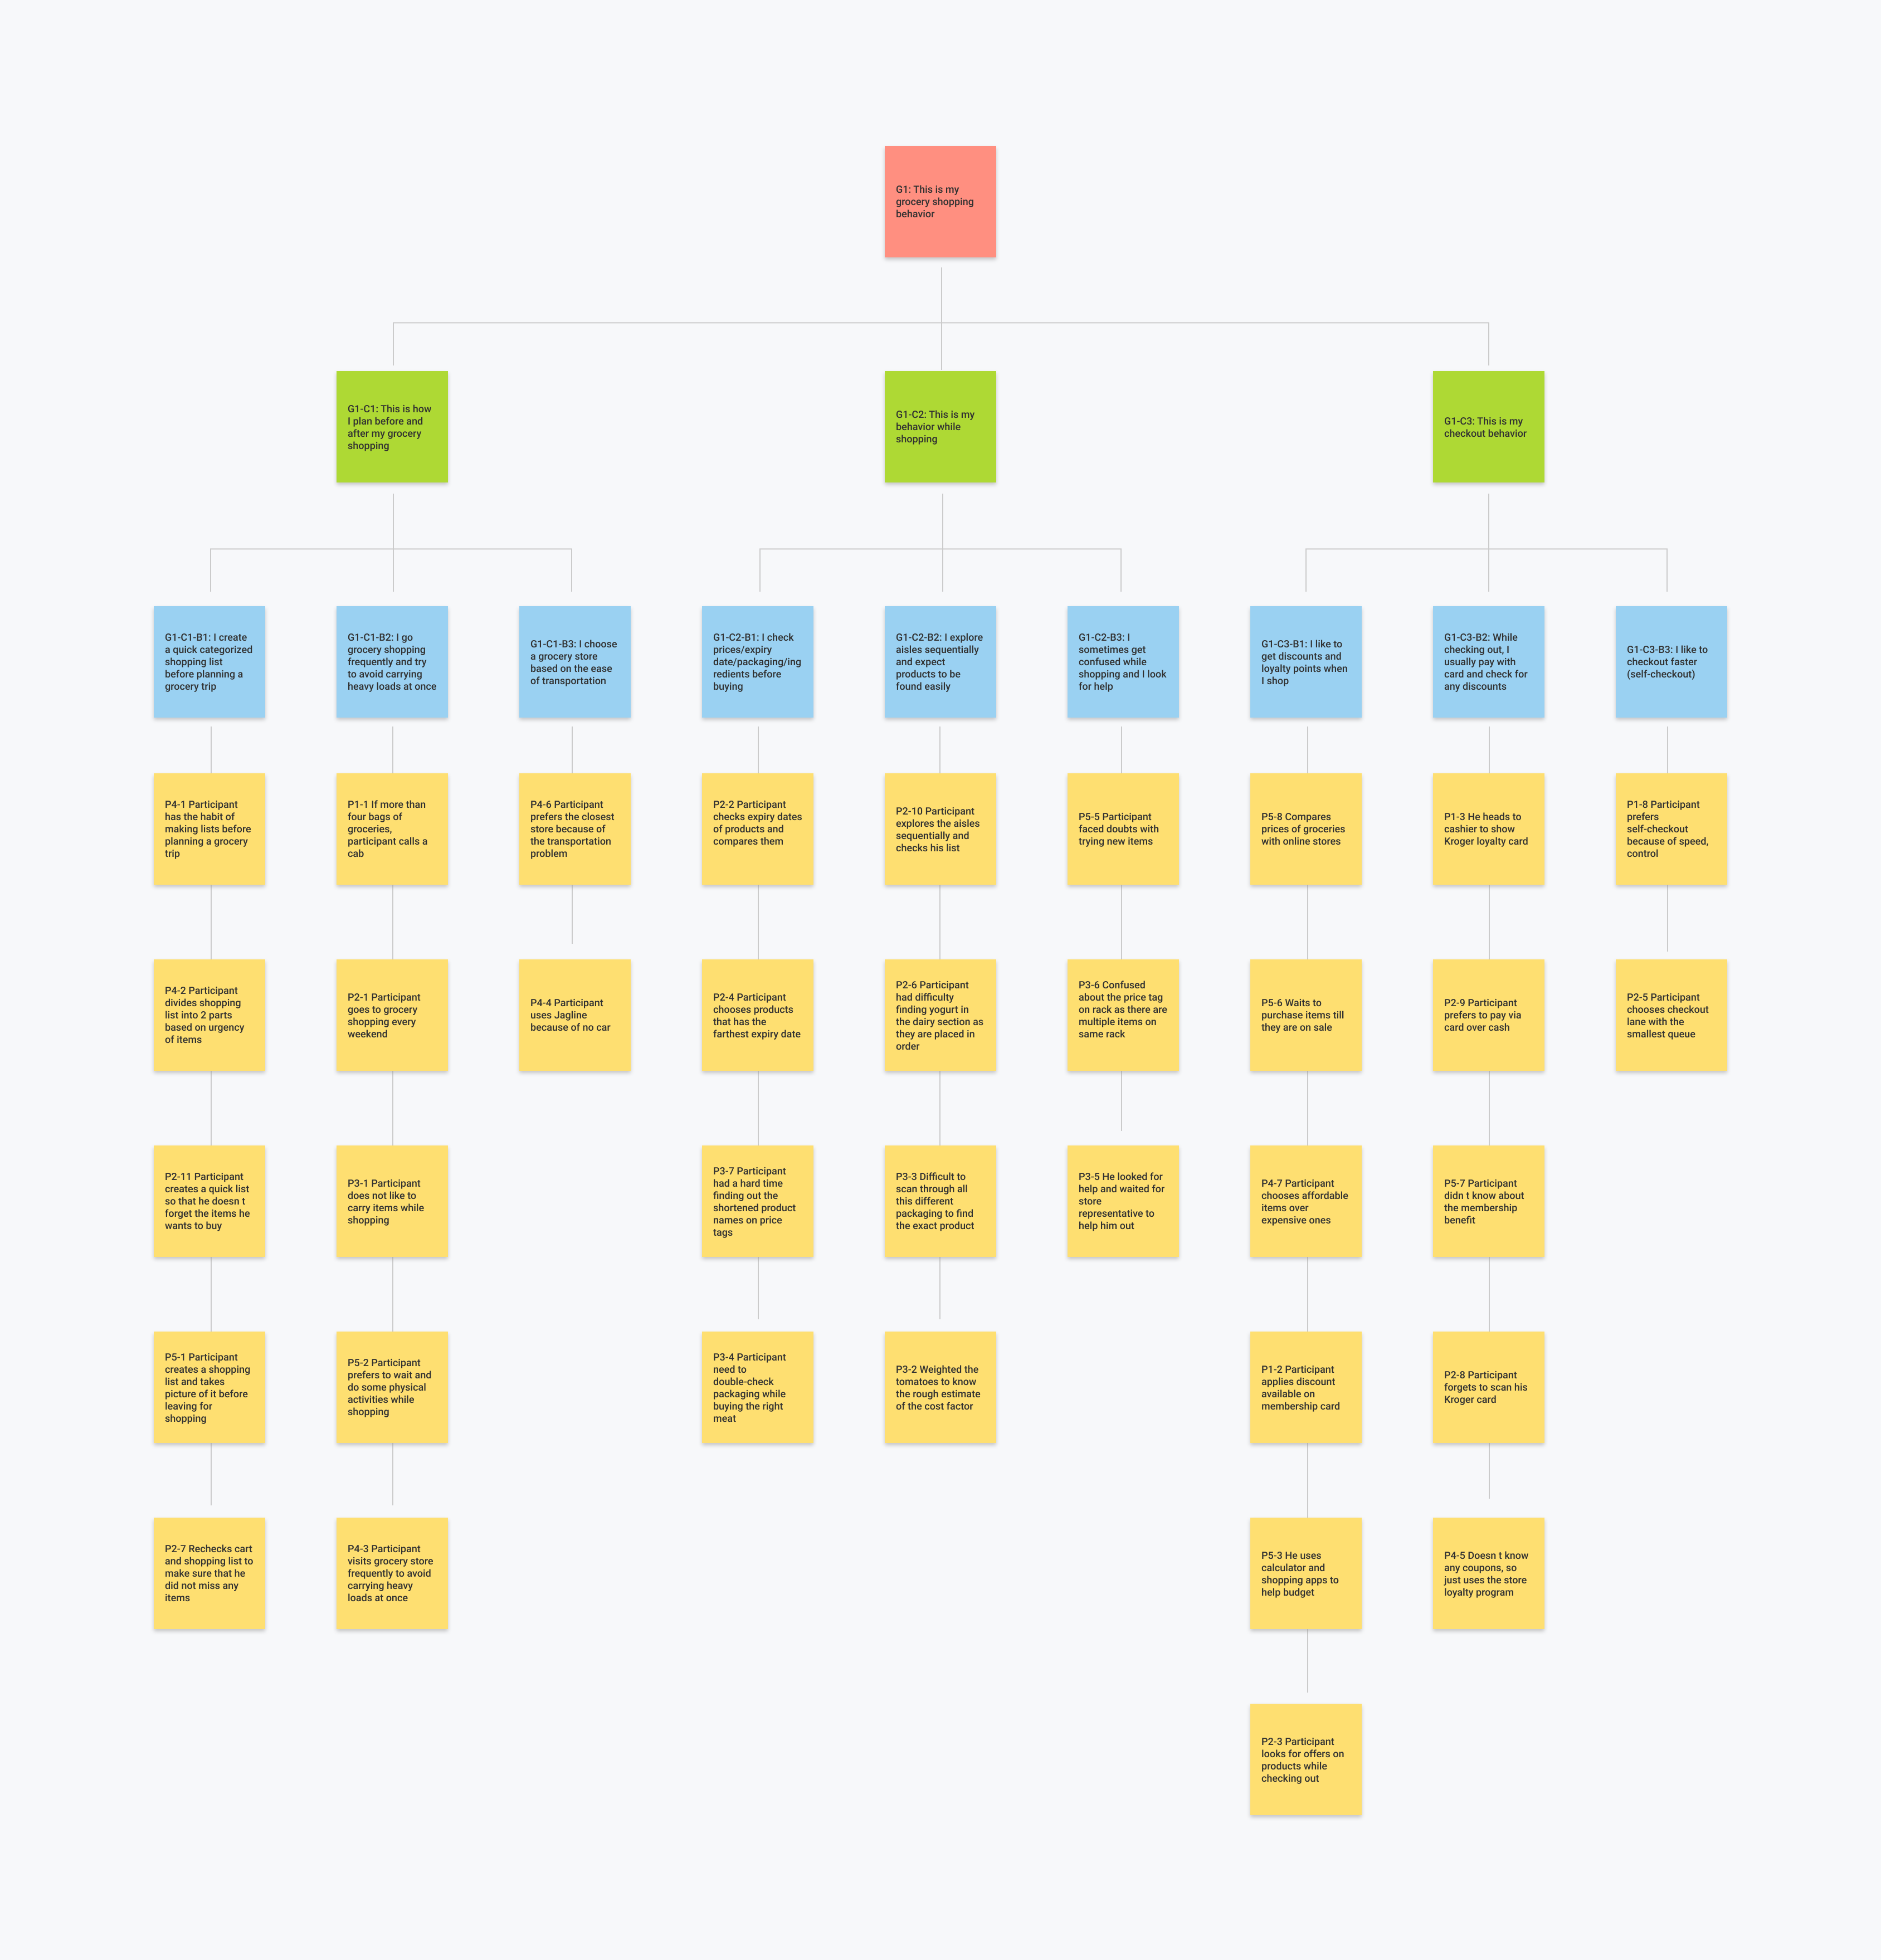 G1: This is my
grocery shopping
behavior
G1-C1: This is how
I plan before and
after my grocery
shopping
G1-C2: This is my
behavior while
shopping
G1-C3: This is my
checkout behavior
G1-C1-B1: I create
a quick categorized
shopping list
before planning a
grocery trip
G1-C1-B2: I go
grocery shopping
frequently and try
to avoid carrying
heavy loads at once
G1-C1-B3: I choose
a grocery store
based on the ease
of transportation
G1-C2-B1: I check
prices/expiry
date/packaging/ing
redients before
buying
G1-C2-B2: I explore
aisles sequentially
and expect
products to be
found easily
G1-C2-B3: I
sometimes get
confused while
shopping and I look
for help
G1-C3-B1: I like to
get discounts and
loyalty points when
I shop
G1-C3-B2: While
checking out, I
usually pay with
card and check for
any discounts
G1-C3-B3: I like to
checkout faster
(self-checkout)
P4-1 Participant
has the habit of
making lists before
planning a grocery
trip
P1-1 If more than
four bags of
groceries,
participant calls a
cab
P4-6 Participant
prefers the closest
store because of
the transportation
problem
P2-2 Participant
checks expiry dates
of products and
compares them
P2-10 Participant
explores the aisles
sequentially and
checks his list
P5-5 Participant
faced doubts with
trying new items
P5-8 Compares
prices of groceries
with online stores
P1-3 He heads to
cashier to show
Kroger loyalty card
P1-8 Participant
prefers
self-checkout
because of speed,
control
P4-2 Participant
divides shopping
list into 2 parts
based on urgency
of items
P2-1 Participant
goes to grocery
shopping every
weekend
P4-4 Participant
uses Jagline
because of no car
P2-4 Participant
chooses products
that has the
farthest expiry date
P2-6 Participant
had difficulty
finding yogurt in
the dairy section as
they are placed in
order
P3-6 Confused
about the price tag
on rack as there are
multiple items on
same rack
P5-6 Waits to
purchase items till
they are on sale
P2-9 Participant
prefers to pay via
card over cash
P2-5 Participant
chooses checkout
lane with the
smallest queue
P2-11 Participant
creates a quick list
so that he doesn t
forget the items he
wants to buy
P3-1 Participant
does not like to
carry items while
shopping
P3-7 Participant
had a hard time
finding out the
shortened product
names on price
tags
P3-3 Difficult to
scan through all
this different
packaging to find
the exact product
P3-5 He looked for
help and waited for
store
representative to
help him out
P4-7 Participant
chooses affordable
items over
expensive ones
P5-7 Participant
didn t know about
the membership
benefit
P5-1 Participant
creates a shopping
list and takes
picture of it before
leaving for
shopping
P5-2 Participant
prefers to wait and
do some physical
activities while
shopping
P3-4 Participant
need to
double-check
packaging while
buying the right
meat
P3-2 Weighted the
tomatoes to know
the rough estimate
of the cost factor
P1-2 Participant
applies discount
available on
membership card
P2-8 Participant
forgets to scan his
Kroger card
P2-7 Rechecks cart
and shopping list to
make sure that he
did not miss any
items
P4-3 Participant
visits grocery store
frequently to avoid
carrying heavy
loads at once
P5-3 He uses
calculator and
shopping apps to
help budget
P4-5 Doesn t know
any coupons, so
just uses the store
loyalty program
P2-3 Participant
looks for offers on
products while
checking out